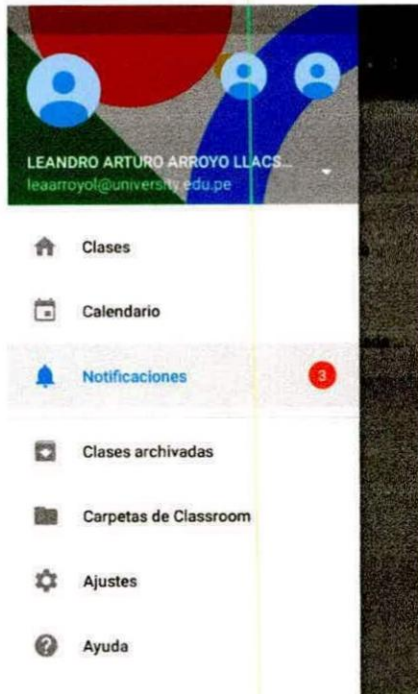 LEANDRO ARTURO ARROYO LLACS...
leaarroyol@university.edu.pe
Clases
Calendario
Notificaciones
3
Clases archivadas
Carpetas de Classroom
Ajustes
Ayuda